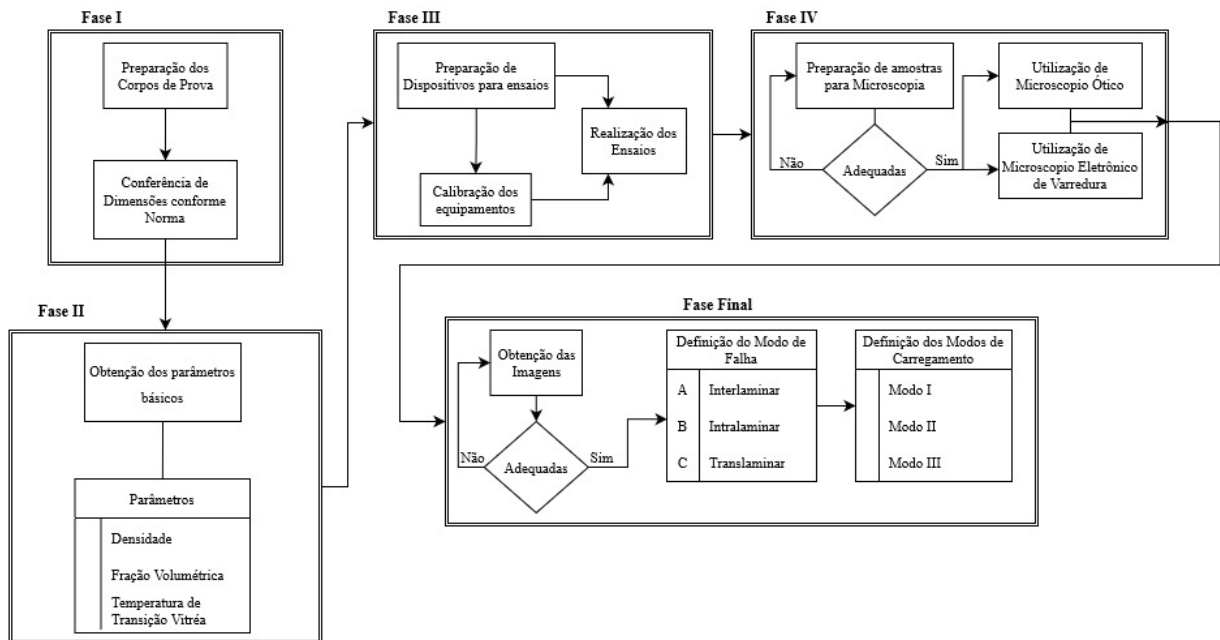 Fase I
Preparação dos
Corpos de Prova
Conferência de
Dimensões conforme
Norma
Fase II
Obtenção dos parâmetros
básicos
Parâmetros
Densidade
Fração Volumétrica
Temperatura de
Transição Vitréa
Fase III
Preparação de
Dispositivos para ensaios
Realização dos
Ensaios
Calibração dos
equipamentos
Fase IV
Preparação de amostras
para Microscopia
Não
Adequadas
Sim
Utilização de
Microscopio Ótico
Utilização de
Microscopio Eletrônico
de Varredura
Fase Final
Obtenção das
Imagens
Não
Adequadas
Sim
Definição do Modo de
Falha
A Interlaminar
B Intralaminar
C Translaminar
Definição dos Modos de
Carregamento
Modo I
Modo II
Modo III